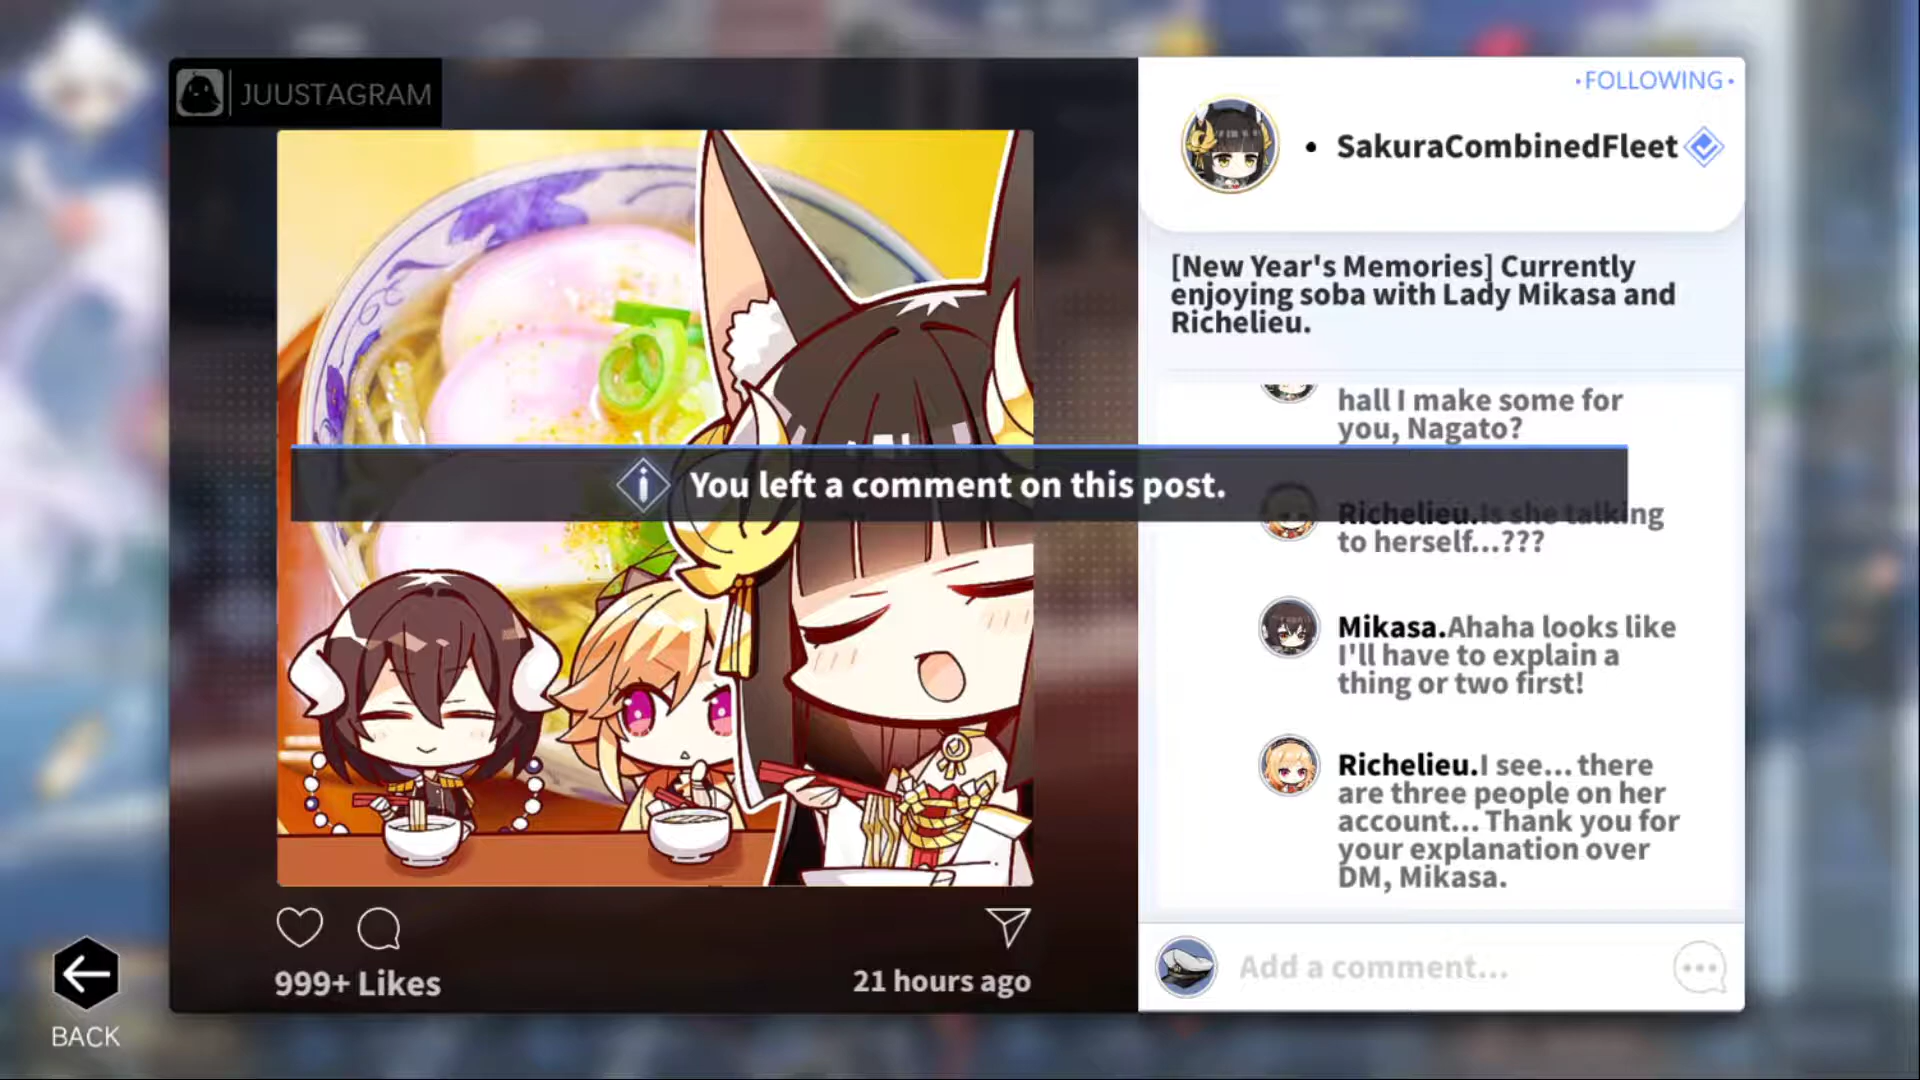 JUUSTAGRAM
•FOLLOWING•
• SakuraCombinedFleet
[New Year's Memories] Currently
enjoying soba with Lady Mikasa and
Richelieu.
hall I make some for
you, Nagato?
You left a comment on this post.
Richelieu.Is she talking
to herself...???
Mikasa.Ahaha looks like
I'll have to explain a
thing or two first!
Richelieu.I see... there
are three people on her
account... Thank you for
your explanation over
DM, Mikasa.
999+ Likes
21 hours ago
Add a comment...
BACK